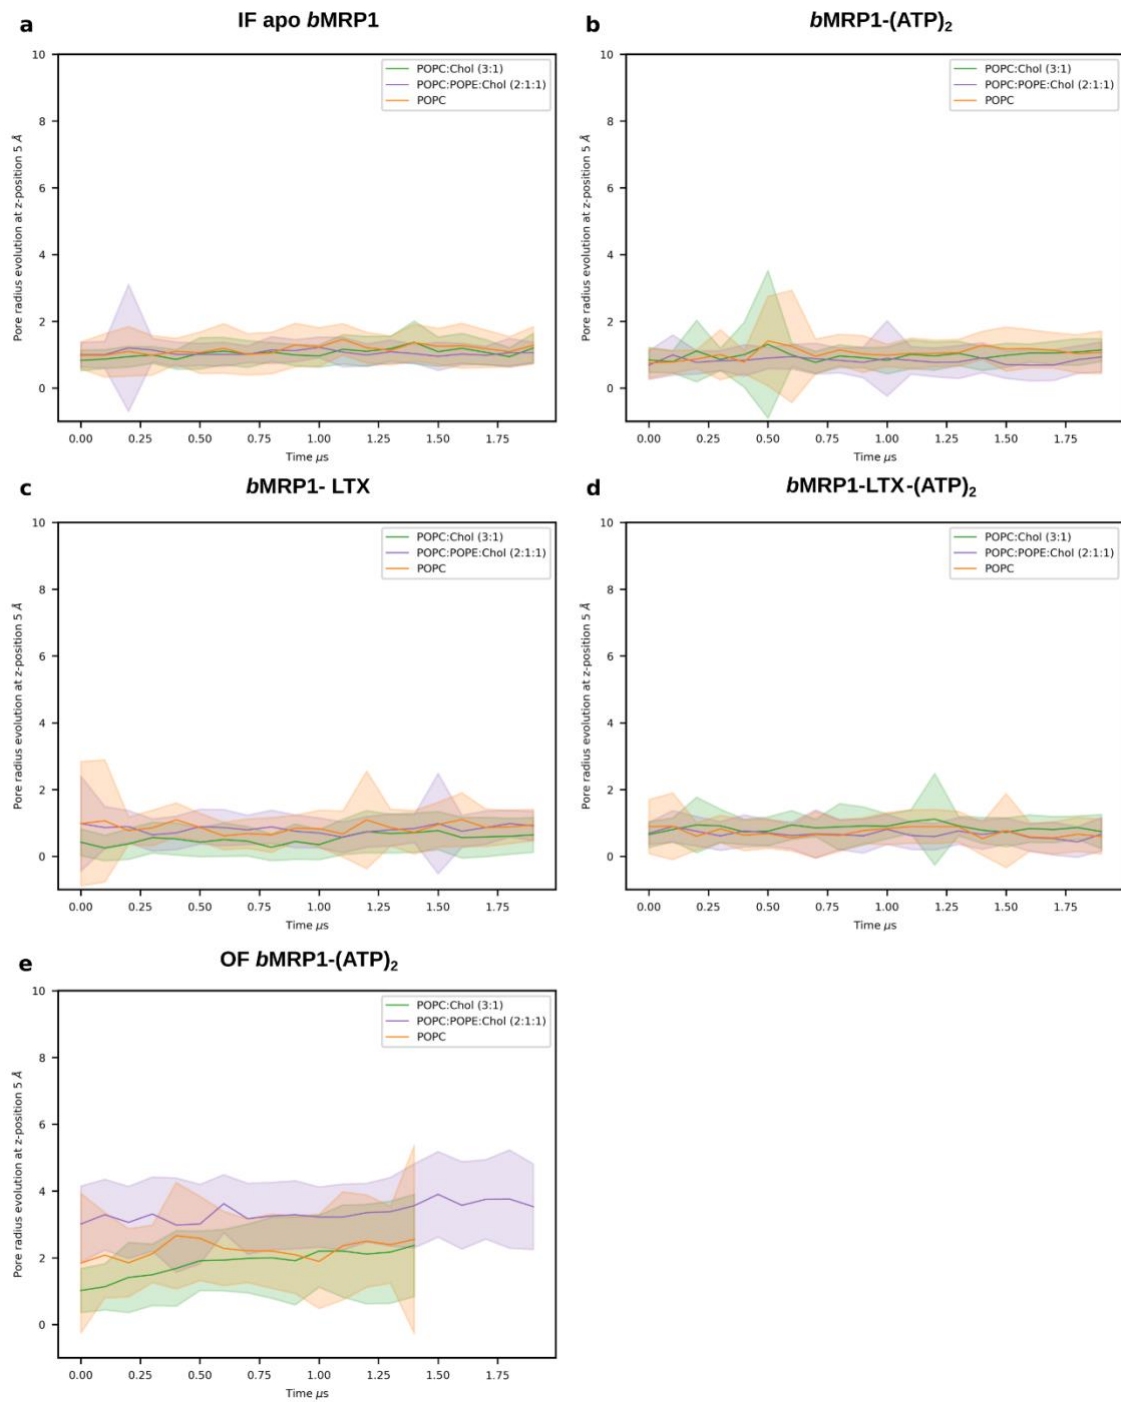 a
IF apo bMRP1
Pore radius evolution at z-position 5 Å
10
8
6
4
2
0
POPC:Chol (3:1)
POPC:POPE:Chol (2:1:1)
POPC
0.00 0.25 0.50 0.75 1.00 1.25 1.50 1.75
Time μs
b
bMRP1-(ATP)₂
Pore radius evolution at z-position 5 Å
10
8
6
4
2
0
POPC:Chol (3:1)
POPC:POPE:Chol (2:1:1)
POPC
0.00 0.25 0.50 0.75 1.00 1.25 1.50 1.75
Time μs
c
bMRP1- LTX
Pore radius evolution at z-position 5 Å
10
8
6
4
2
0
POPC:Chol (3:1)
POPC:POPE:Chol (2:1:1)
POPC
0.00 0.25 0.50 0.75 1.00 1.25 1.50 1.75
Time μs
d
bMRP1-LTX-(ATP)₂
Pore radius evolution at z-position 5 Å
10
8
6
4
2
0
POPC:Chol (3:1)
POPC:POPE:Chol (2:1:1)
POPC
0.00 0.25 0.50 0.75 1.00 1.25 1.50 1.75
Time μs
e
OF bMRP1-(ATP)₂
Pore radius evolution at z-position 5 Å
10
8
6
4
2
0
POPC:Chol (3:1)
POPC:POPE:Chol (2:1:1)
POPC
0.00 0.25 0.50 0.75 1.00 1.25 1.50 1.75
Time μs